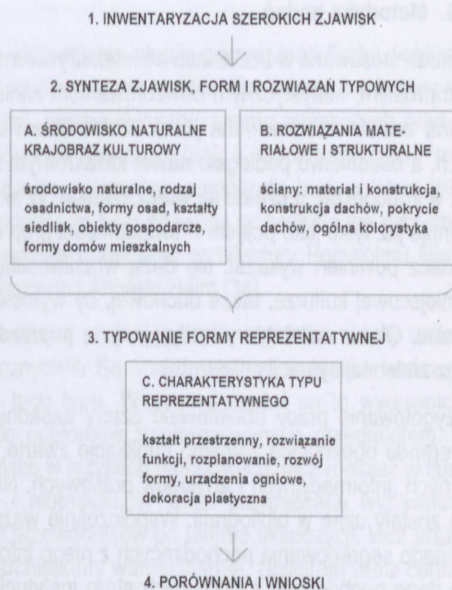 1. INWENTARYZACJA SZEROKICH ZJAWISK
2. SYNTEZA ZJAWISK, FORM I ROZWIĄZAŃ TYPOWYCH
A. ŚRODOWISKO NATURALNE
KRAJOBRAZ KULTUROWY
środowisko naturalne, rodzaj
osadnictwa, formy osad, kształty
siedlisk, obiekty gospodarcze,
formy domów mieszkalnych
B. ROZWIĄZANIA MATE-
RIAŁOWE I STRUKTURALNE
ściany: materiał i konstrukcja,
konstrukcja dachów, pokrycie
dachów, ogólna kolorystyka
3. TYPOWANIE FORMY REPREZENTATYWNEJ
C. CHARAKTERYSTYKA TYPU
REPREZENTATYWNEGO
kształt przestrzenny, rozwiązanie
funkcji, rozplanowanie, rozwój
formy, urządzenia ogniowe,
dekoracja plastyczna
4. PORÓWNANIA I WNIOSKI